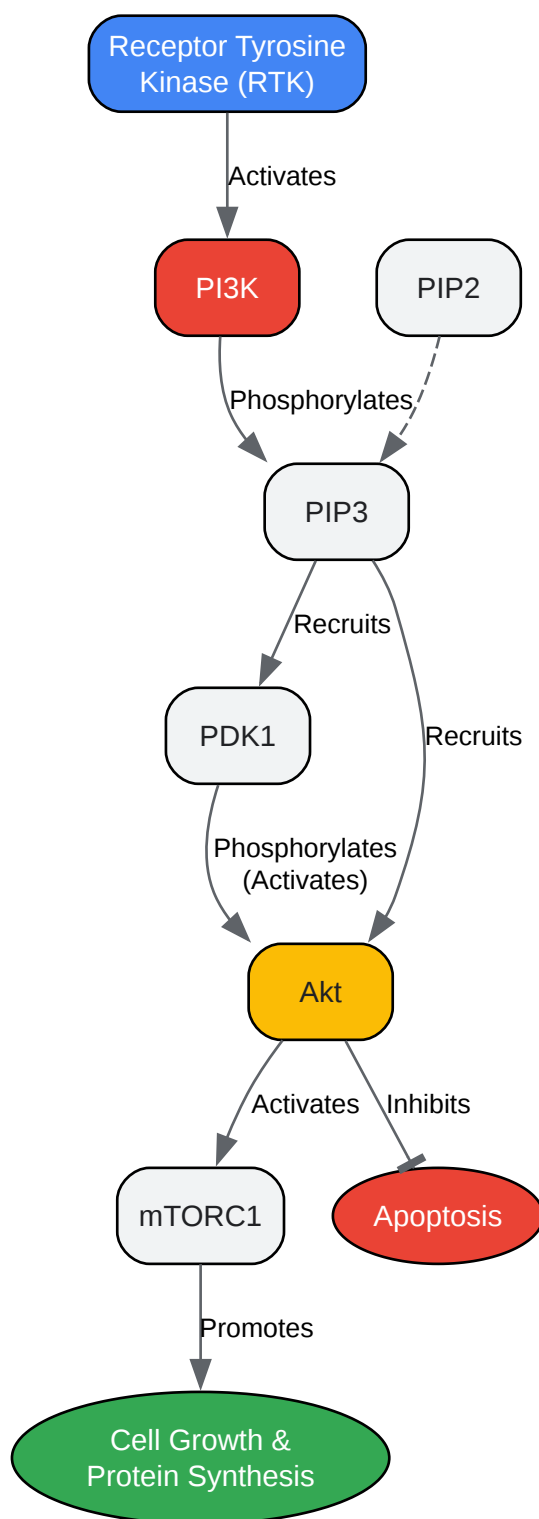 Receptor Tyrosine
Kinase (RTK)
Activates
PI3K
PIP2
Phosphorylates
PIP3
Recruits
PDK1
Recruits
Phosphorylates
(Activates)
Akt
Activates
Inhibits
mTORC1
Apoptosis
Promotes
Cell Growth &
Protein Synthesis